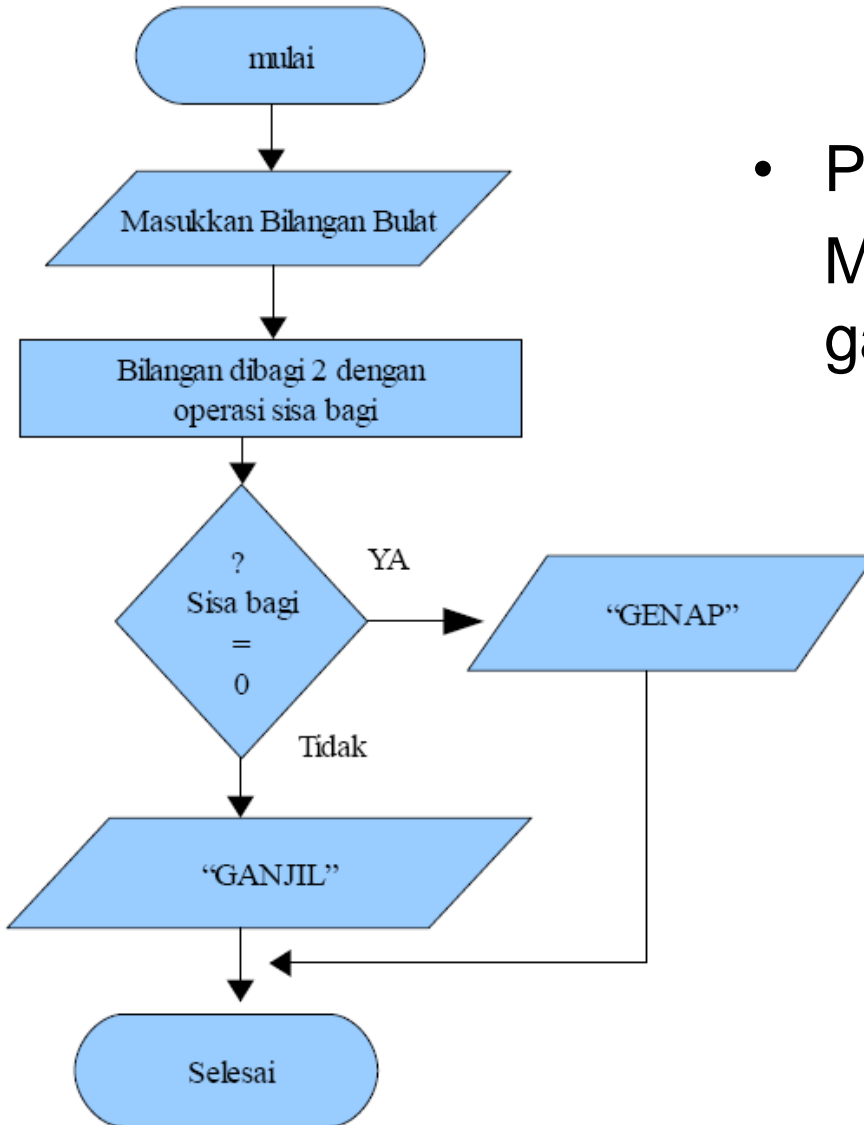 mulai
Masukkan Bilangan Bulat
Bilangan dibagi 2 dengan
operasi sisa bagi
?
Sisa bagi
=
0
YA
“GENAP”
Tidak
“GANJIL”
Selesai